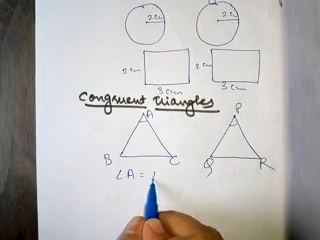 2cm 2cm
2cm 2cm
3cm 3cm
Congruent Triangles
A P
B C Q R
∠A =